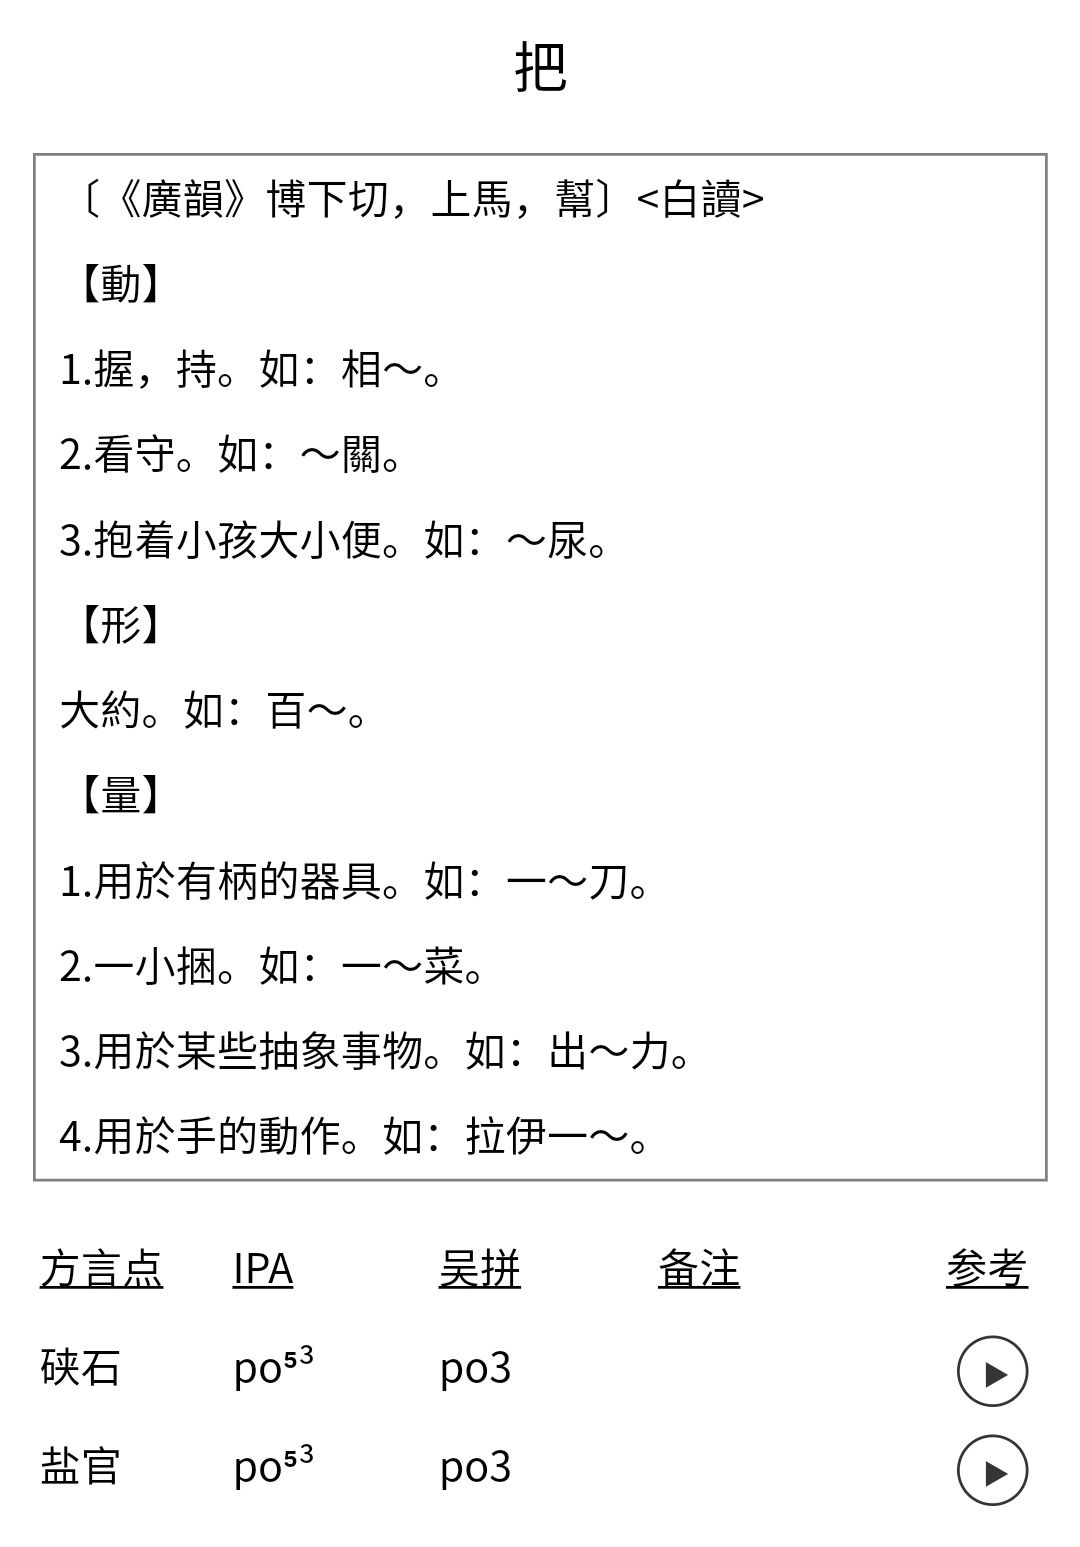 把
〔《廣韻》博下切，上馬，幫〕<白讀>
【動】
1.握，持。如：相～。
2.看守。如：～關。
3.抱着小孩大小便。如：～尿。
【形】
大約。如：百～。
【量】
1.用於有柄的器具。如：一～刀。
2.一小捆。如：一～菜。
3.用於某些抽象事物。如：出～力。
4.用於手的動作。如：拉伊一～。
方言点 IPA 吴拼 备注 参考
硖石 po⁵³ po3
盐官 po⁵³ po3